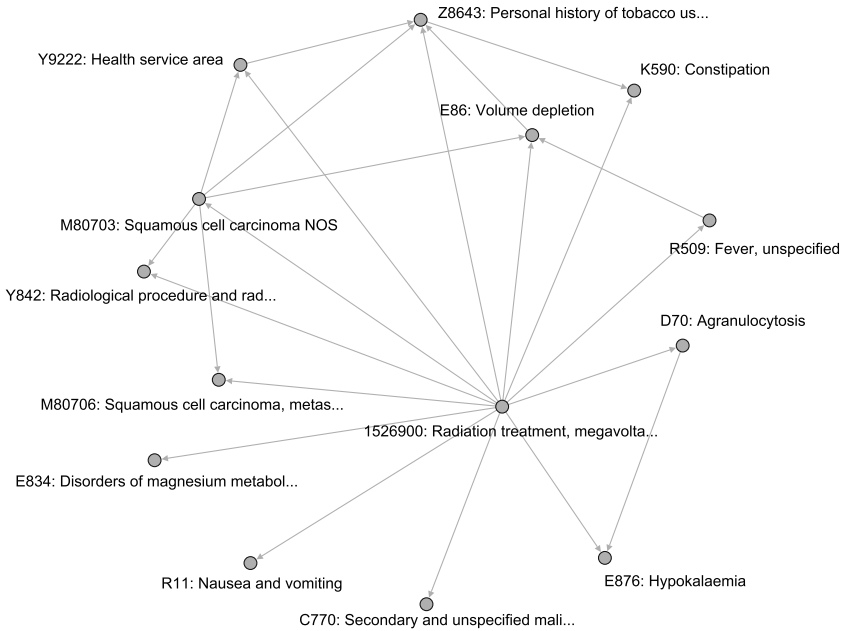 Z8643: Personal history of tobacco us...
Y9222: Health service area
K590: Constipation
E86: Volume depletion
M80703: Squamous cell carcinoma NOS
R509: Fever, unspecified
Y842: Radiological procedure and rad...
D70: Agranulocytosis
M80706: Squamous cell carcinoma, metas...
1526900: Radiation treatment, megavolta...
E834: Disorders of magnesium metabol...
R11: Nausea and vomiting
E876: Hypokalaemia
C770: Secondary and unspecified mali...